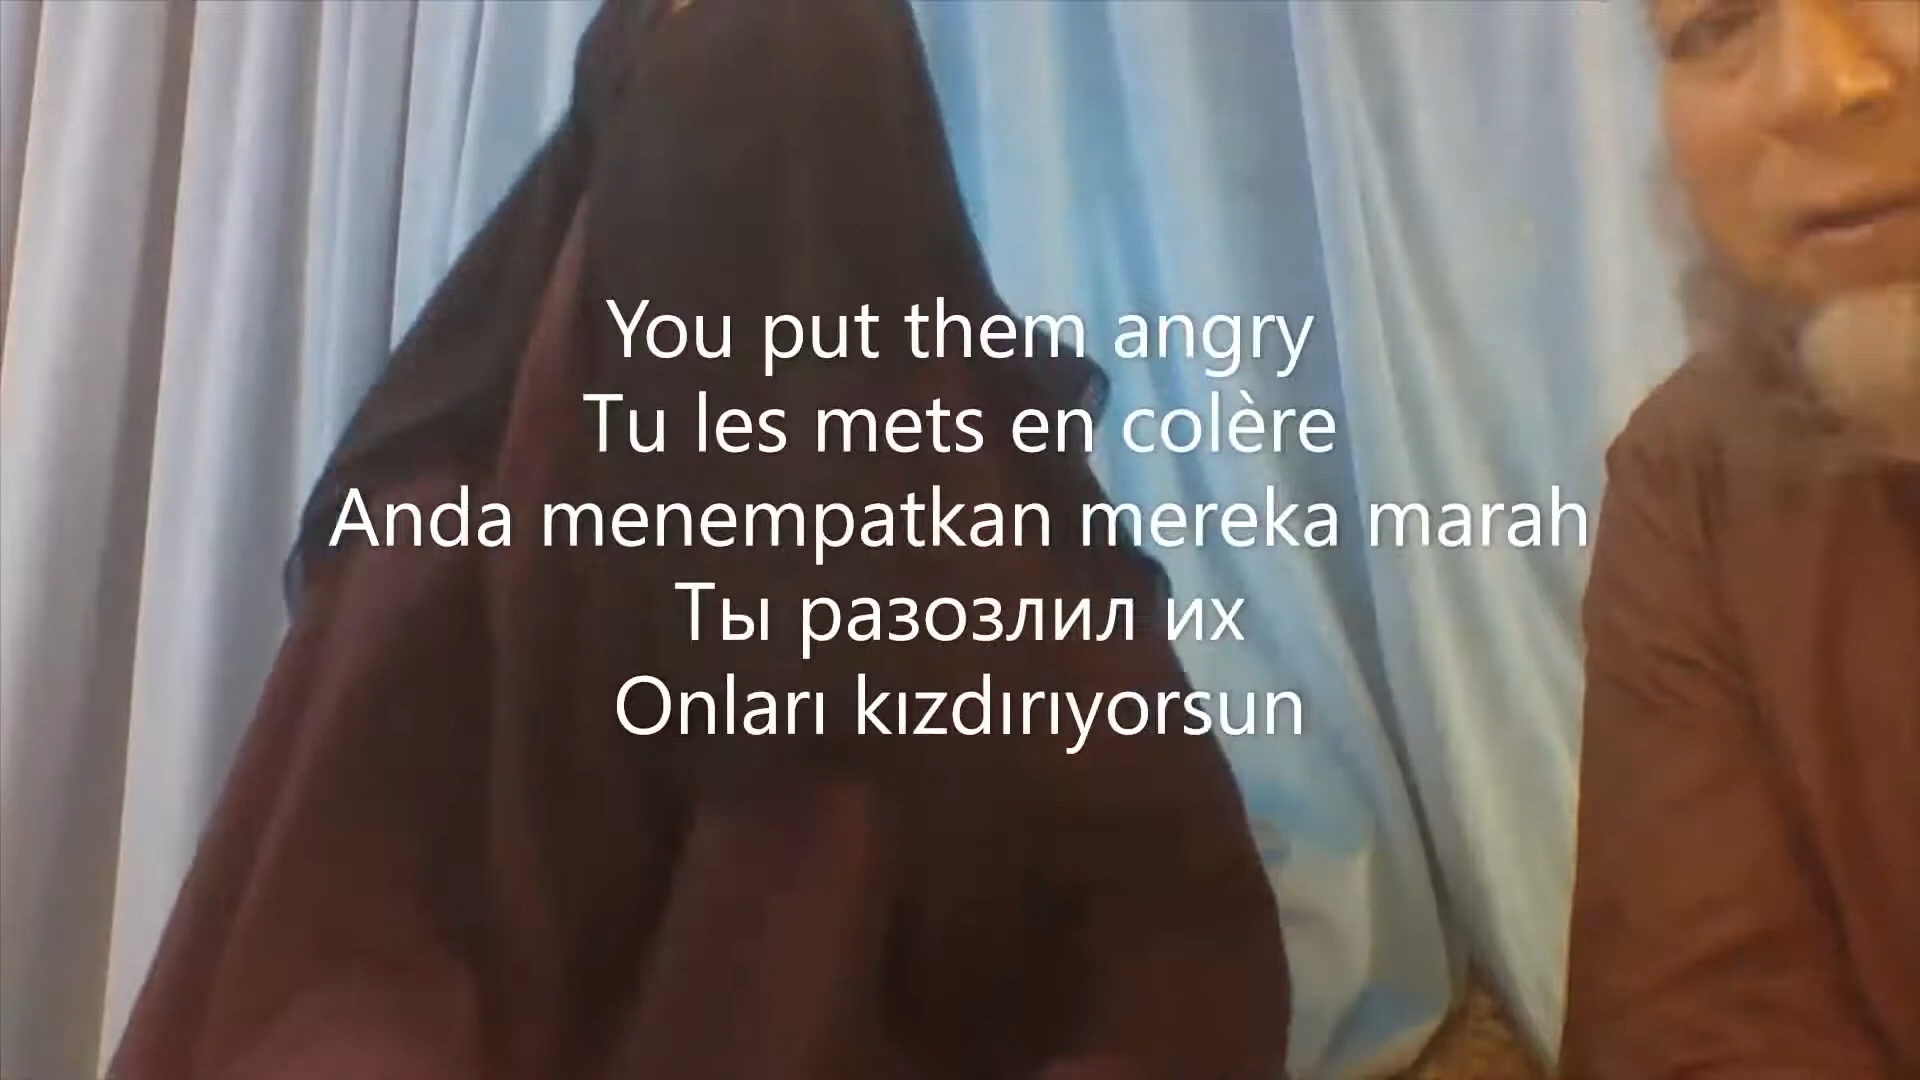 You put them angry
Tu les mets en colère
Anda menempatkan mereka marah
Ты разозлил их
Onları kızdırıyorsun